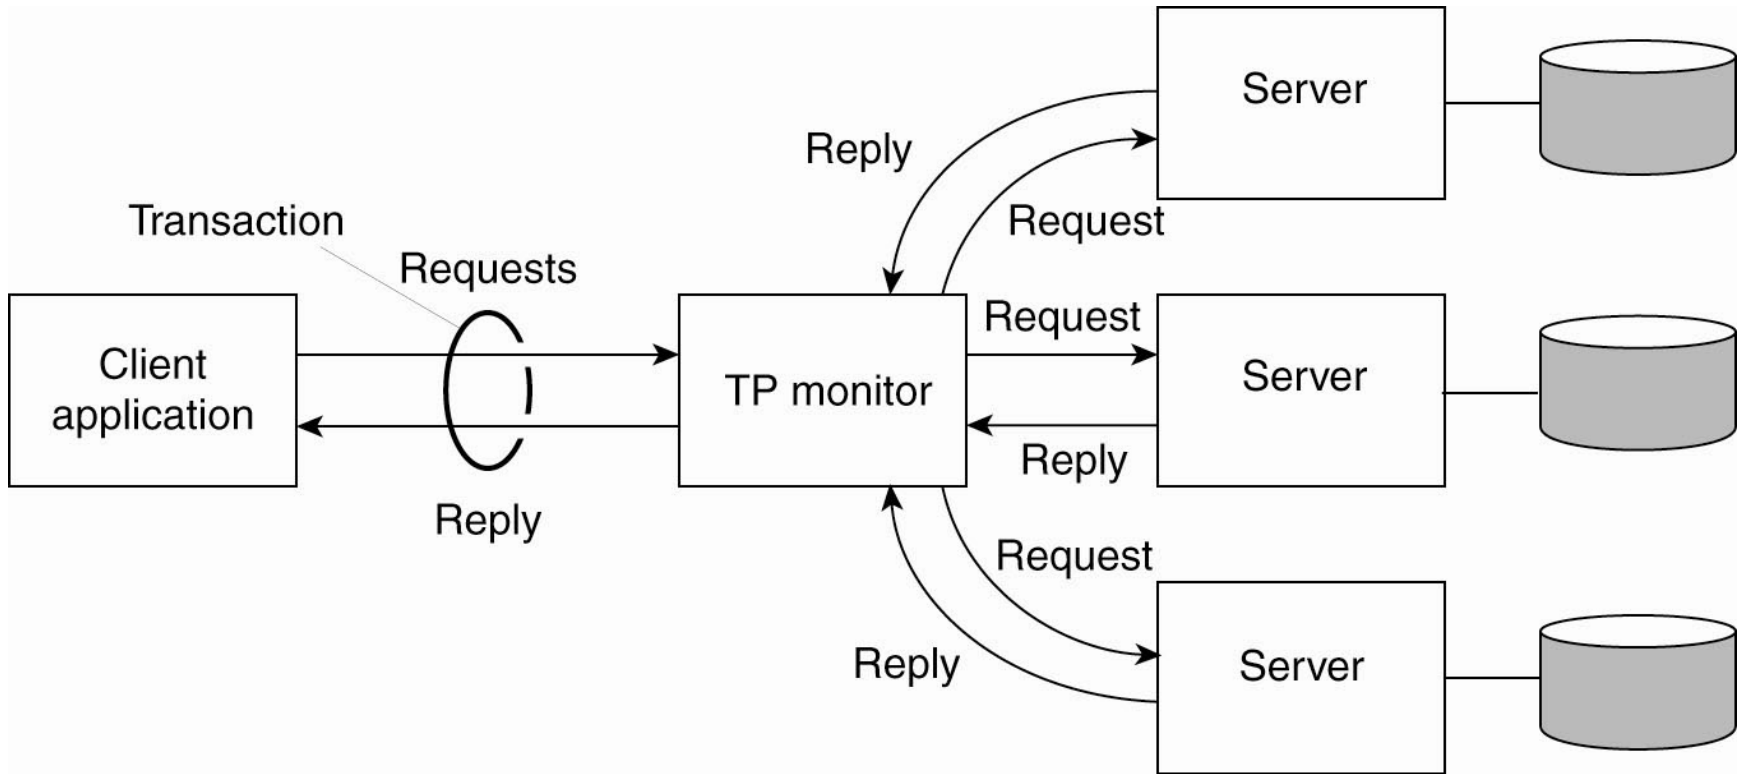 Server
Reply
Request
Transaction
Requests
Client
application
TP monitor
Request
Server
Reply
Reply
Request
Reply
Server